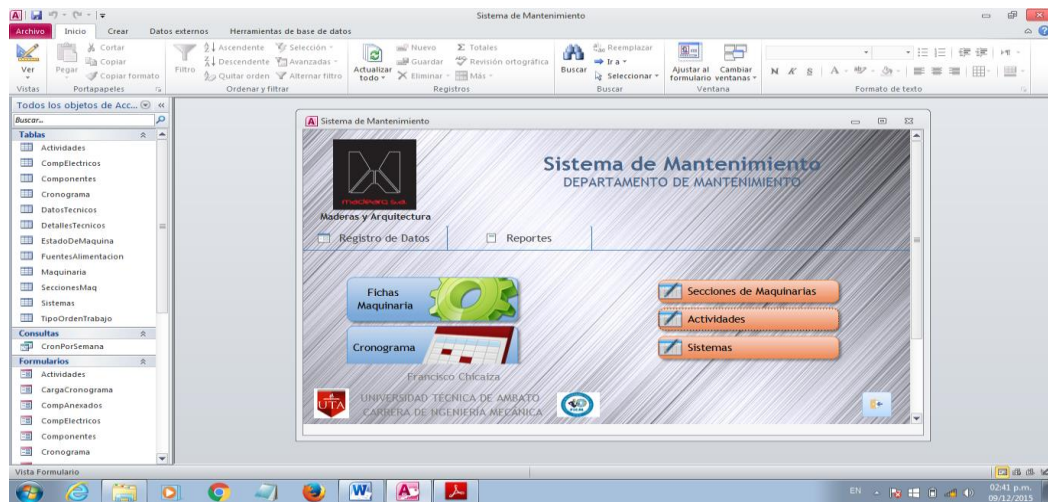 Sistema de Mantenimiento
Archivo Inicio Crear Datos externos Herramientas de base de datos
Ver
Vistas
Pegar
Cortar
Copiar
Copiar formato
Portapapeles
Filtro
Ascendente
Descendente
Quitar orden
Selección
Avanzadas
Alternar filtro
Ordenar y filtrar
Actualizar todo
Nuevo
Guardar
Eliminar
Totales
Revisión ortográfica
Más
Registros
Buscar
Reemplazar
Ir a
Seleccionar
Buscar
Ajustar al formulario
Cambiar ventanas
Ventana
N K S A
Formato de texto
Todos los objetos de Acc...
Buscar..
Tablas
Actividades
CompElectricos
Componentes
Cronograma
DatosTecnicos
DetallesTecnicos
EstadoDeMaquina
FuentesAlimentacion
Maquinaria
SeccionesMaq
Sistemas
TipoOrdenTrabajo
Consultas
CronPorSemana
Formularios
Actividades
CargaCronograma
CompAnexados
CompElectricos
Componentes
Cronograma
Sistema de Mantenimiento
madearq s.a.
Maderas y Arquitectura
Sistema de Mantenimiento
DEPARTAMENTO DE MANTENIMIENTO
Registro de Datos
Reportes
Fichas
Maquinaria
Cronograma
Secciones de Maquinarias
Actividades
Sistemas
Francisco Chicaiza
UTA
UNIVERSIDAD TÉCNICA DE AMBATO
CARRERA DE NGENIERÍA MECÁNICA
Vista Formulario
EN
02:41 p.m.
09/12/2015